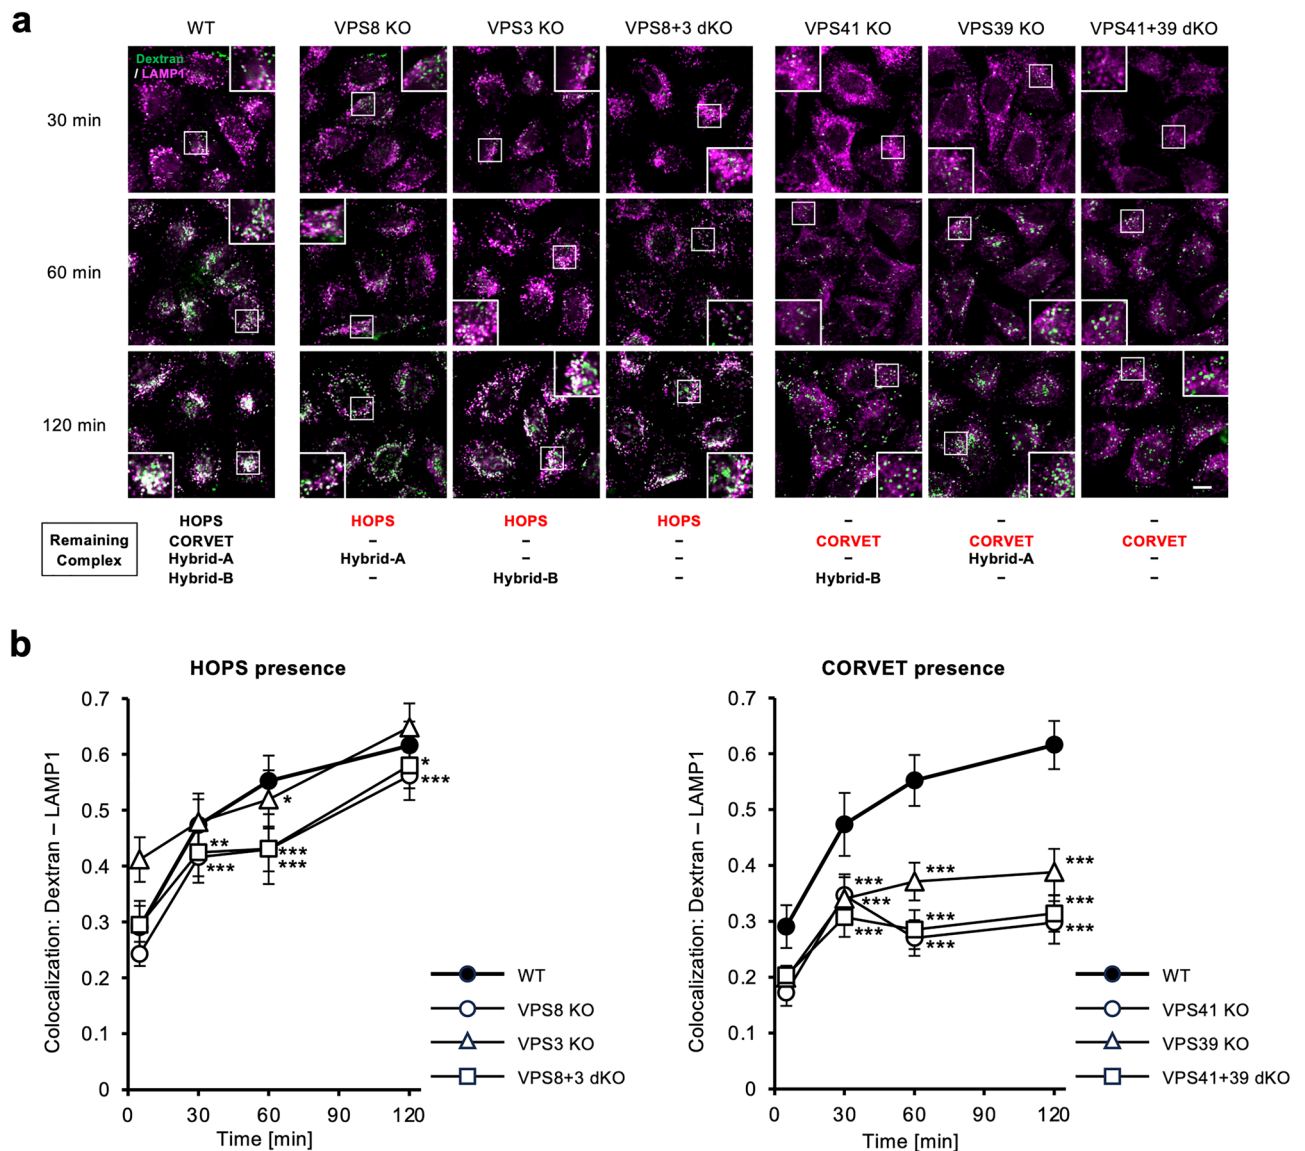 a
WT VPS8 KO VPS3 KO VPS8+3 dKO VPS41 KO VPS39 KO VPS41+39 dKO
Dextran
/ LAMP1
30 min
60 min
120 min
Remaining
Complex
HOPS HOPS HOPS HOPS – – –
CORVET – – – CORVET CORVET CORVET
Hybrid-A Hybrid-A – – – Hybrid-A –
Hybrid-B – Hybrid-B – Hybrid-B – –
b
HOPS presence
Colocalization: Dextran – LAMP1
0.7
0.6
0.5
0.4
0.3
0.2
0.1
0
0 30 60 90 120
Time [min]
**
***
*
***
***
*
***
WT
VPS8 KO
VPS3 KO
VPS8+3 dKO
CORVET presence
Colocalization: Dextran – LAMP1
0.7
0.6
0.5
0.4
0.3
0.2
0.1
0
0 30 60 90 120
Time [min]
***
***
***
***
***
***
***
***
***
WT
VPS41 KO
VPS39 KO
VPS41+39 dKO